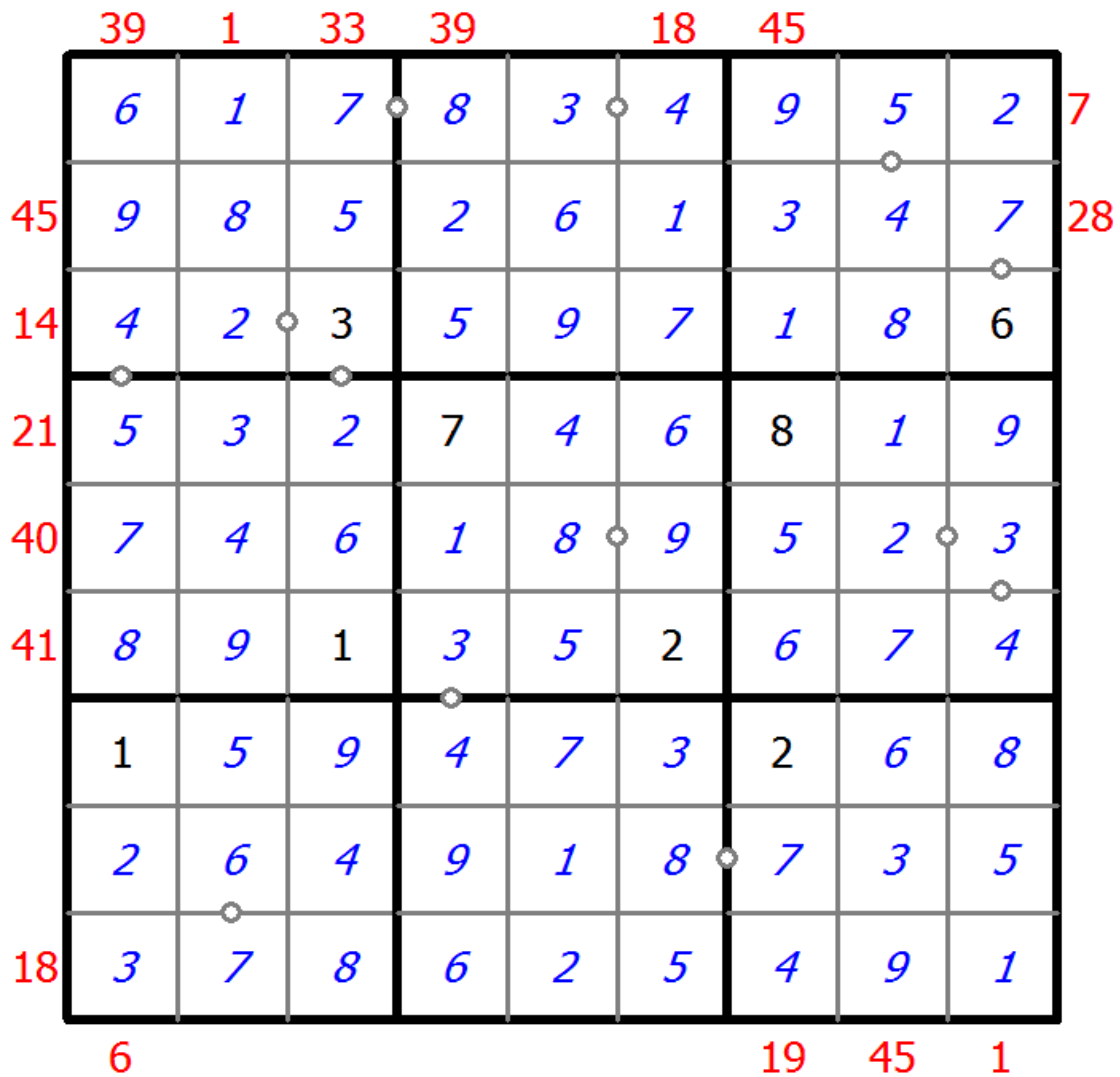 39 1 33 39 18 45
6 1 7 8 3 4 9 5 2 7
45 9 8 5 2 6 1 3 4 7 28
14 4 2 3 5 9 7 1 8 6
21 5 3 2 7 4 6 8 1 9
40 7 4 6 1 8 9 5 2 3
41 8 9 1 3 5 2 6 7 4
1 5 9 4 7 3 2 6 8
2 6 4 9 1 8 7 3 5
18 3 7 8 6 2 5 4 9 1
6 19 45 1